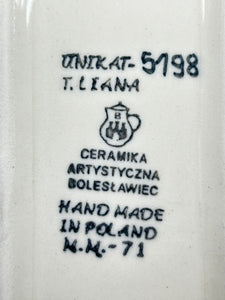 UNIKAT-5198
T. LIANA
B
CERAMIKA
ARTYSTYCZNA
BOLESŁAWIEC
HAND MADE
IN POLAND
M.M.-71